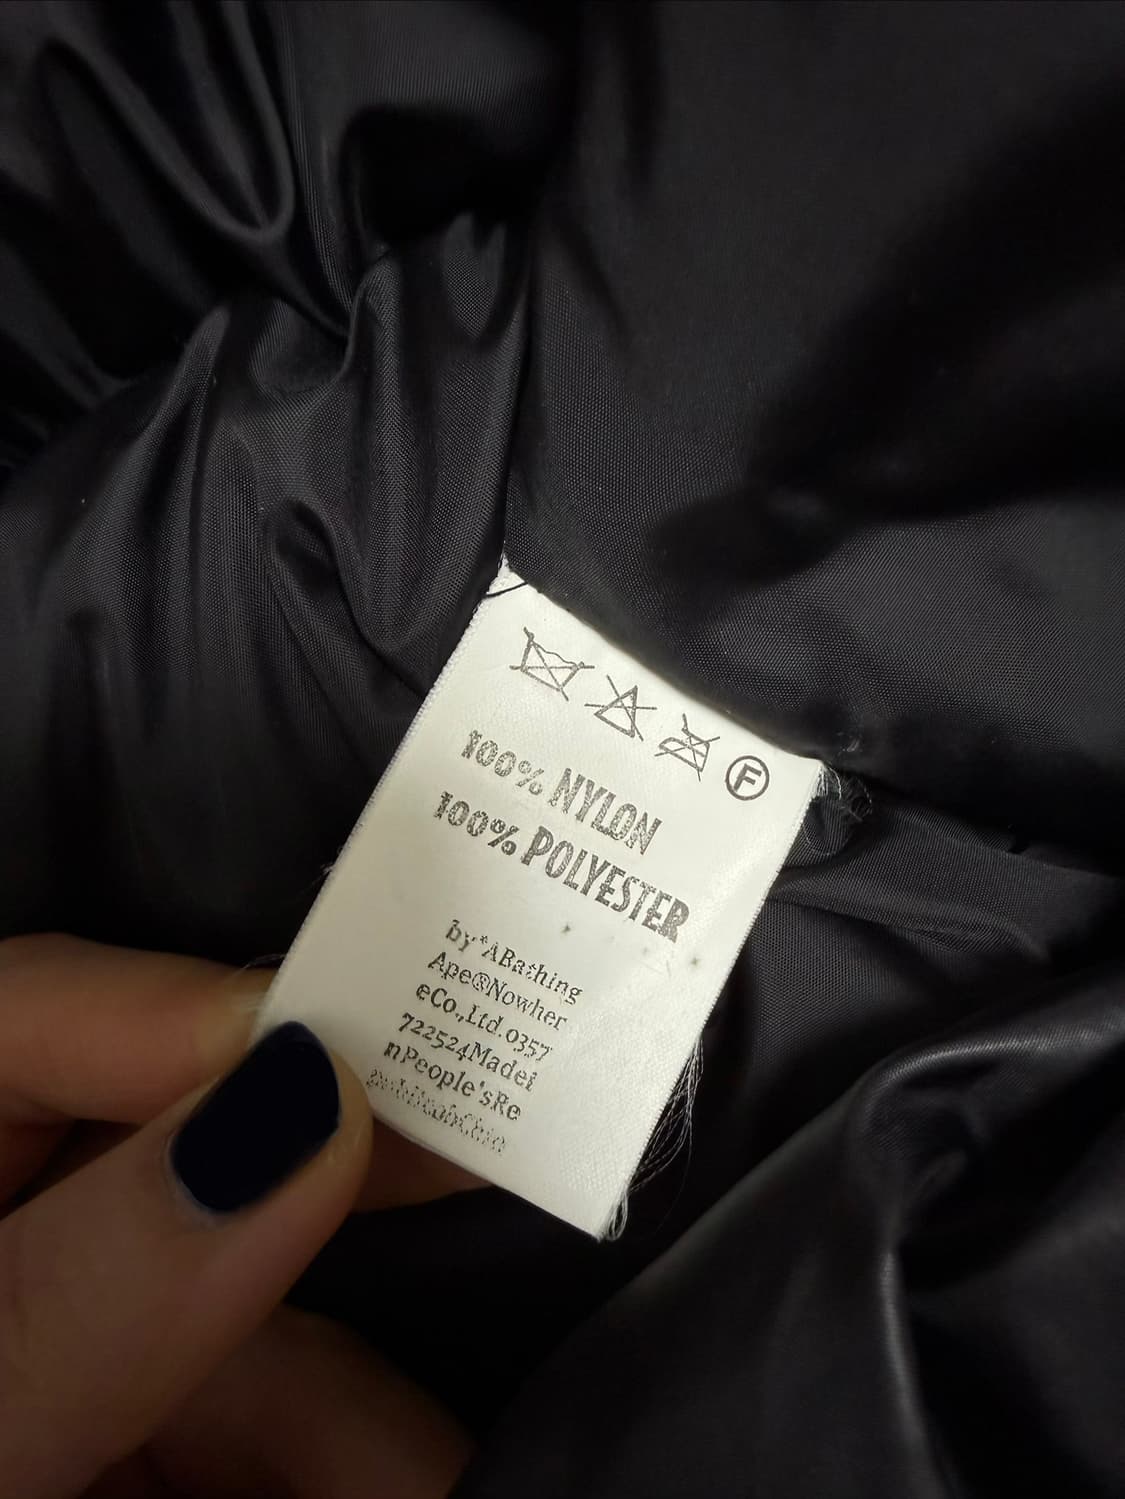 F
100% NYLON
100% POLYESTER
by*ABathing
Ape®Nowher
eCo.,Ltd.0357
722524Madei
nPeople'sRe